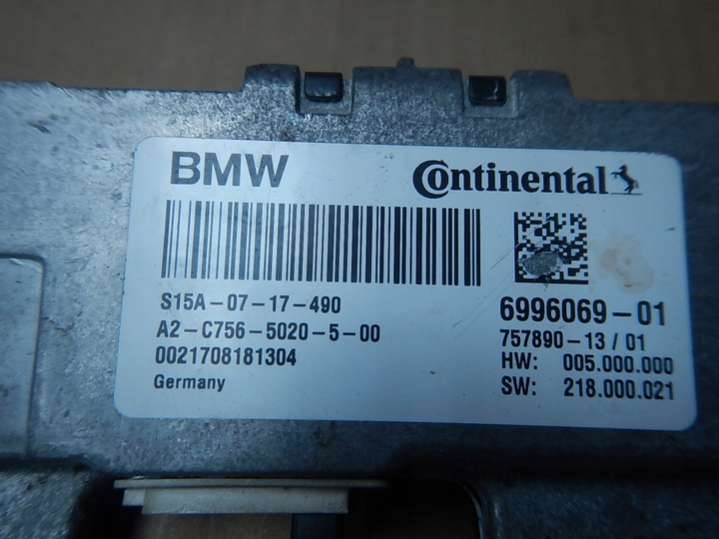 BMW
Continental
S15A-07-17-490
A2-C756-5020-5-00
0021708181304
Germany
6996069-01
757890-13/01
HW: 005.000.000
SW: 218.000.021